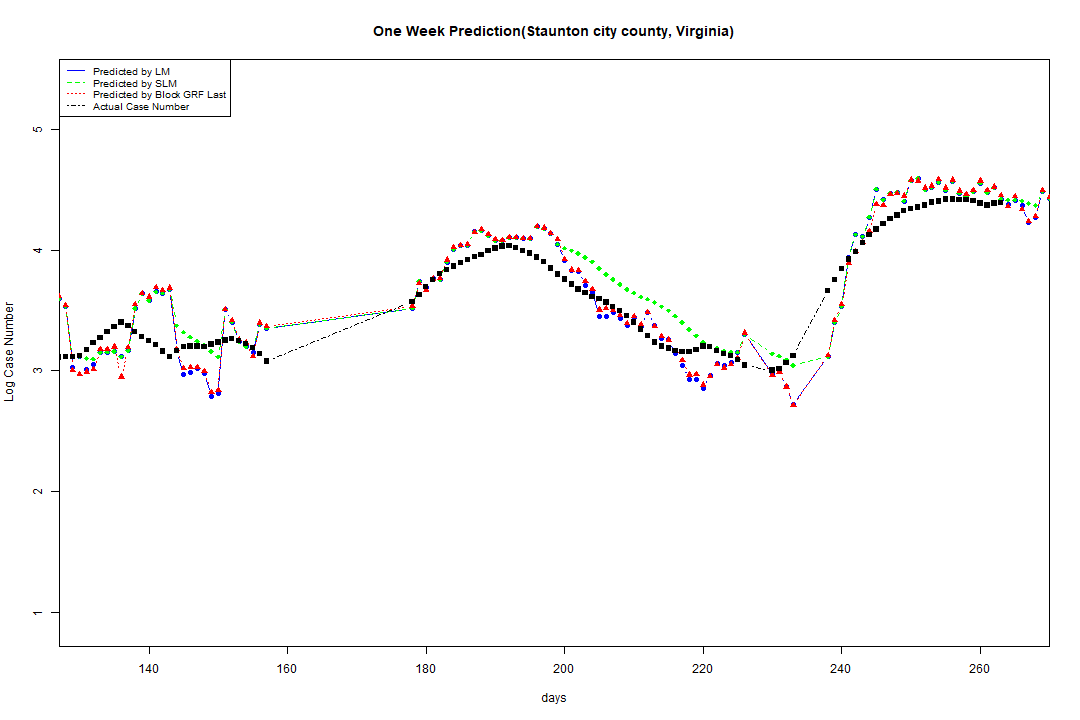 One Week Prediction(Staunton city county, Virginia)
Predicted by LM
Predicted by SLM
Predicted by Block GRF Last
Actual Case Number
5
4
3
2
1
Log Case Number
140 160 180 200 220 240 260
days